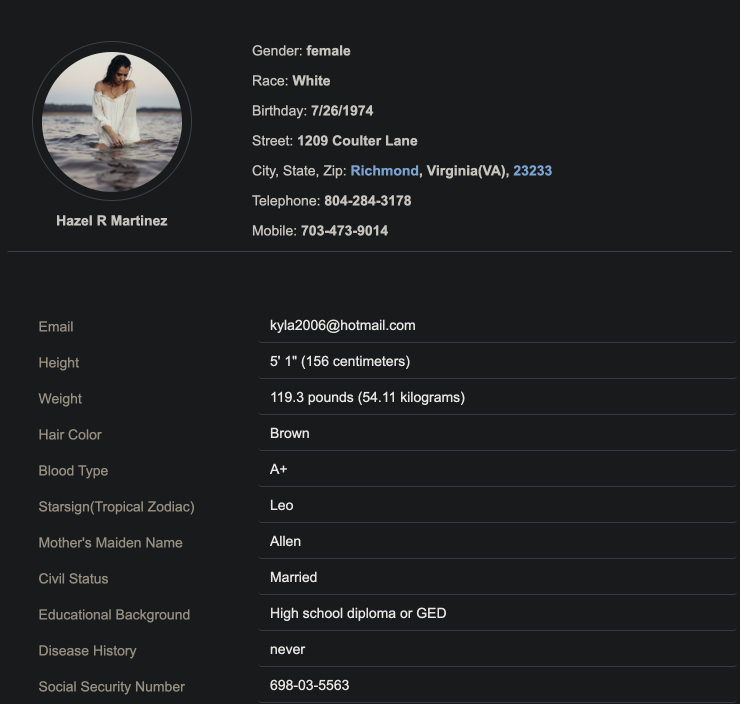 Gender: female
Race: White
Birthday: 7/26/1974
Street: 1209 Coulter Lane
City, State, Zip: Richmond, Virginia(VA), 23233
Telephone: 804-284-3178
Mobile: 703-473-9014
Hazel R Martinez
Email kyla2006@hotmail.com
Height 5' 1" (156 centimeters)
Weight 119.3 pounds (54.11 kilograms)
Hair Color Brown
Blood Type A+
Starsign(Tropical Zodiac) Leo
Mother's Maiden Name Allen
Civil Status Married
Educational Background High school diploma or GED
Disease History never
Social Security Number 698-03-5563